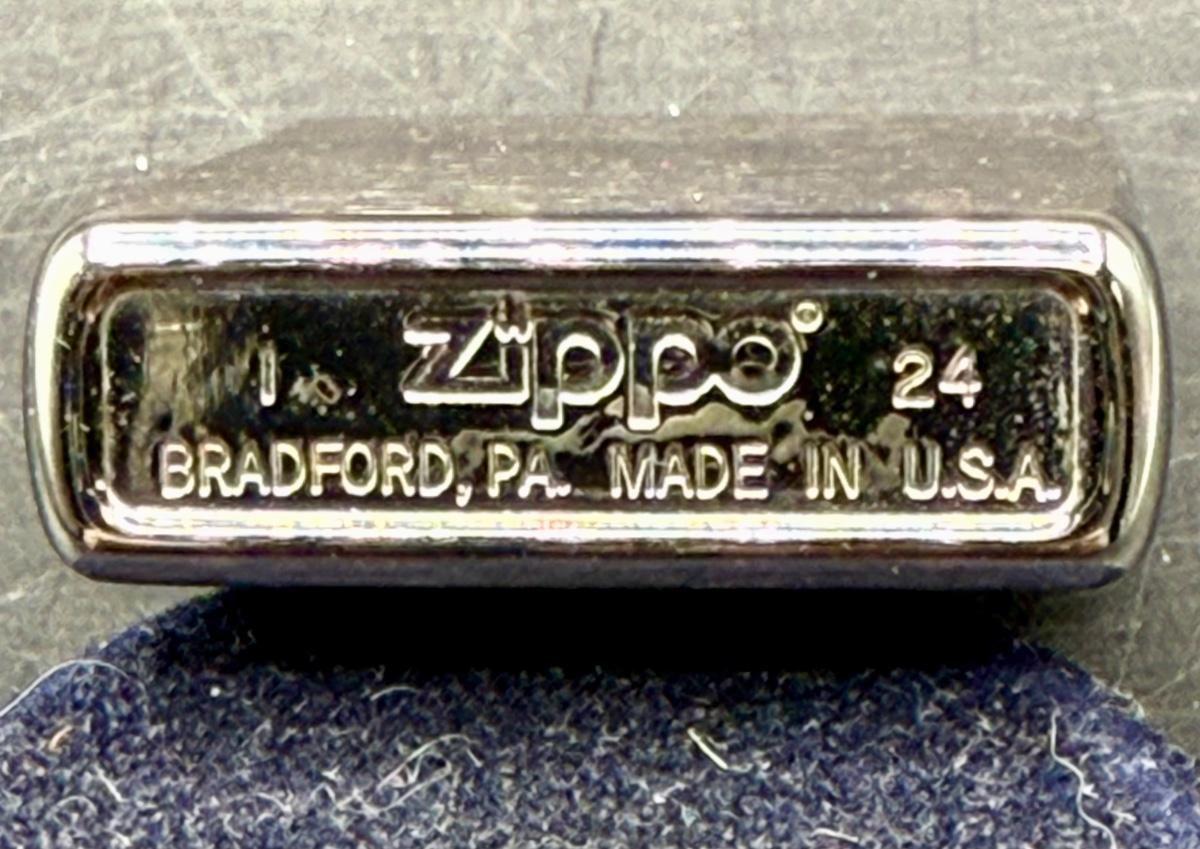 I Zippo® 24
BRADFORD, PA. MADE IN U.S.A.